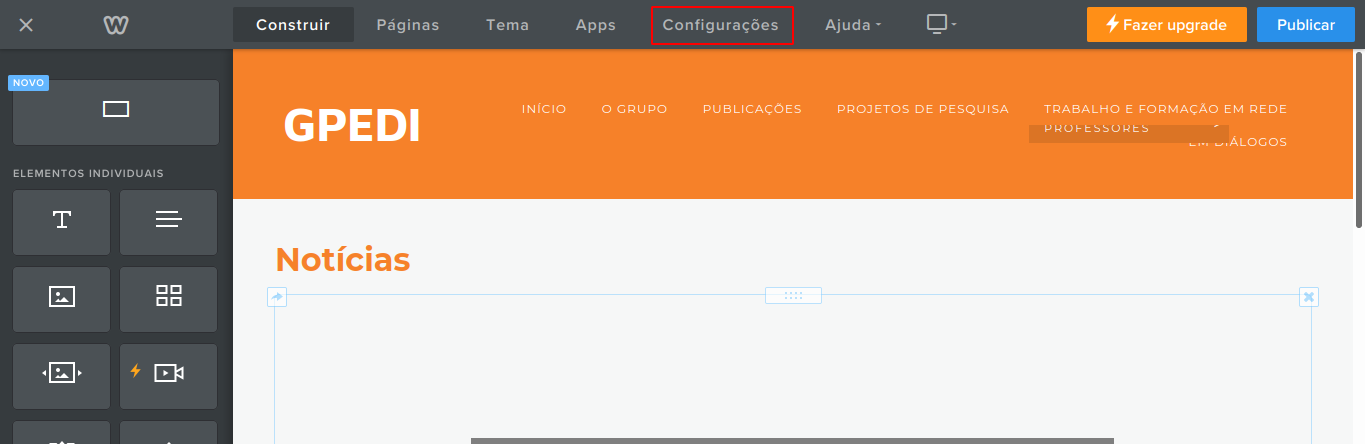 Construir Páginas Tema Apps Configurações Ajuda Fazer upgrade Publicar
NOVO
ELEMENTOS INDIVIDUAIS
GPEDI
INÍCIO O GRUPO PUBLICAÇÕES PROJETOS DE PESQUISA TRABALHO E FORMAÇÃO EM REDE
PROFESSORES
EM DIÁLOGOS
Notícias